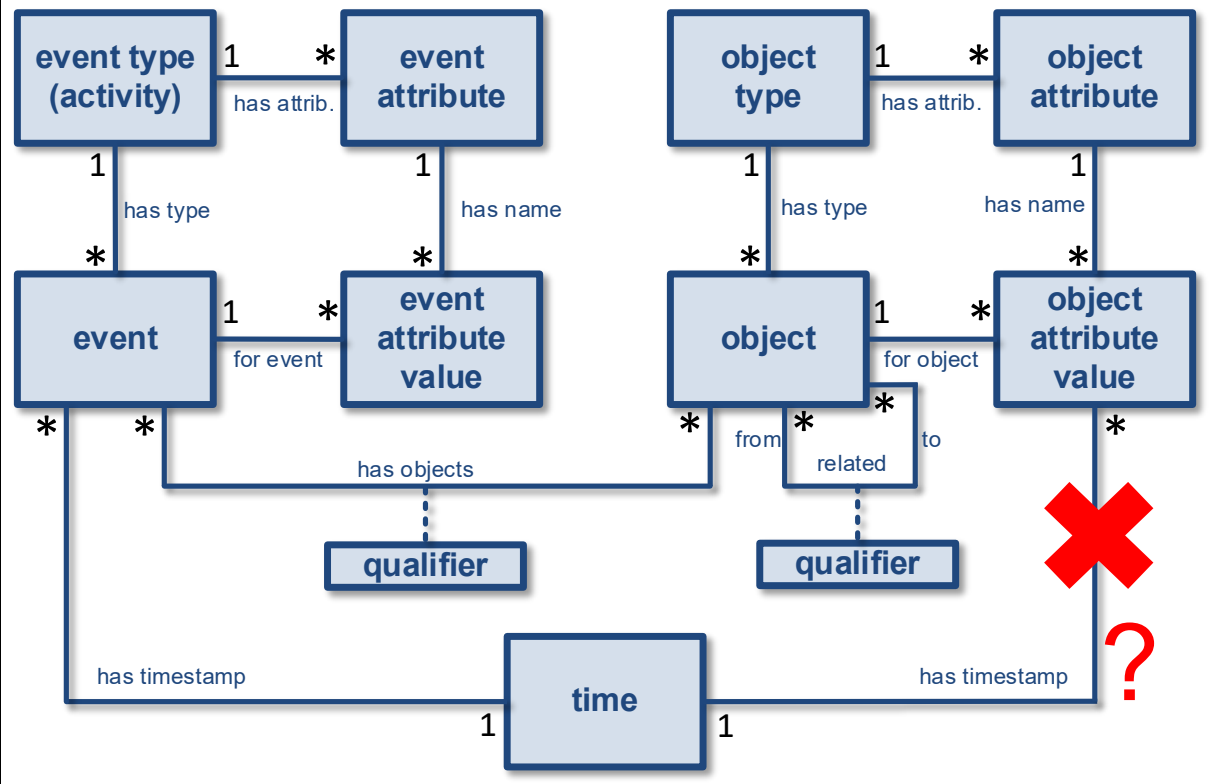 event type
(activity)
1
*
has attrib.
event
attribute
object
type
1
*
has attrib.
object
attribute
1
has type
*
1
has name
*
1
has type
*
1
has name
*
event
1
*
for event
event
attribute
value
object
1
*
for object
object
attribute
value
*
*
has objects
*
from
*
*
to
related
*
qualifier
qualifier
?
has timestamp
1
time
1
has timestamp